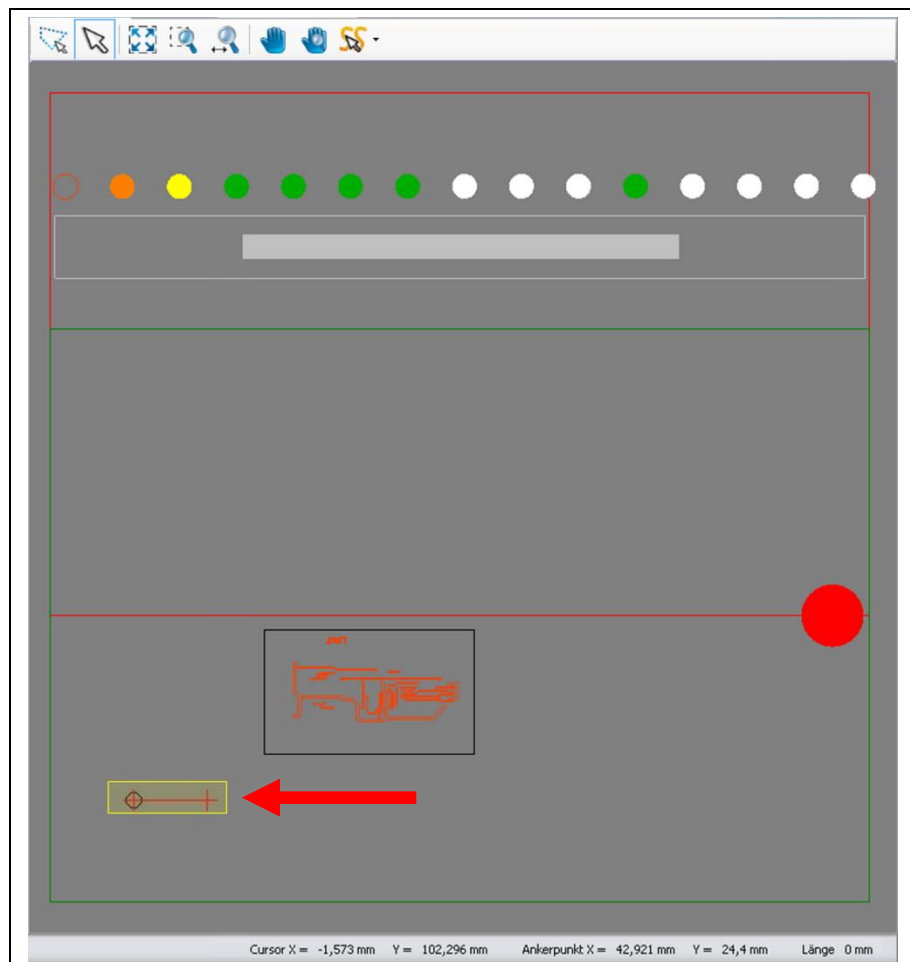 Cursor X = -1,573 mm Y = 102,296 mm Ankerpunkt X = 42,921 mm Y = 24,4 mm Länge 0 mm